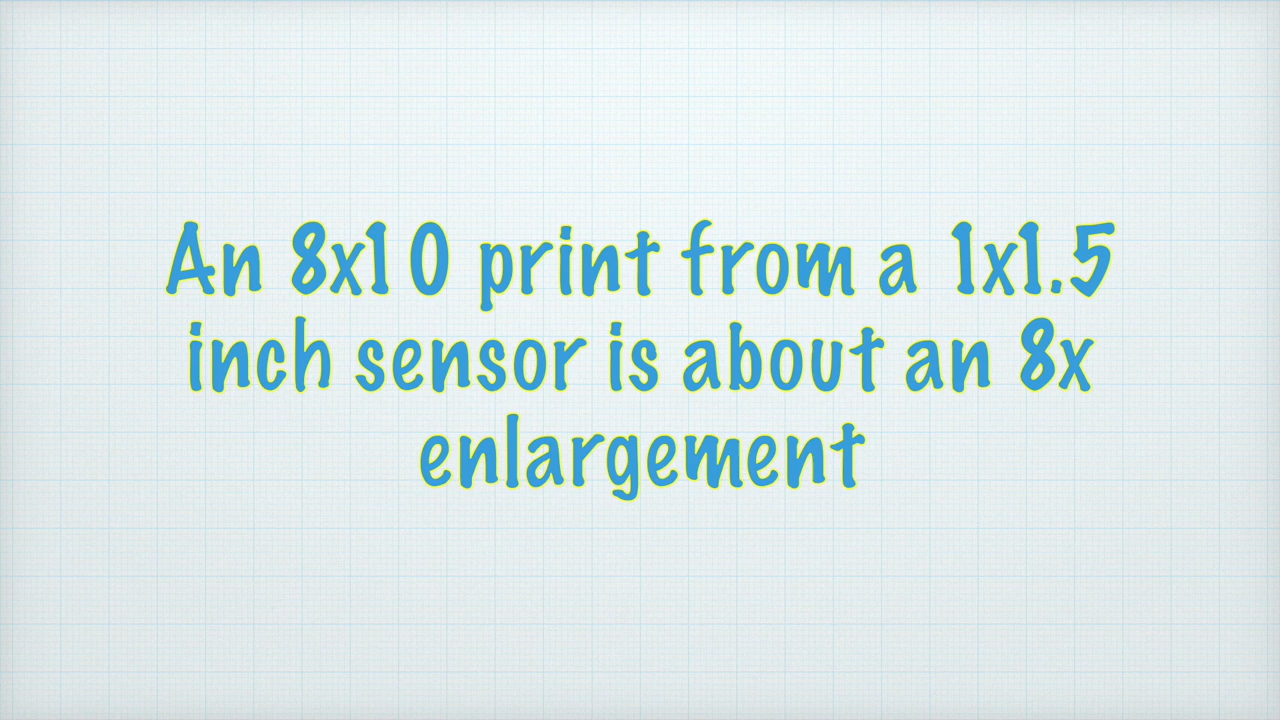 An 8x10 print from a 1x1.5
inch sensor is about an 8x
enlargement